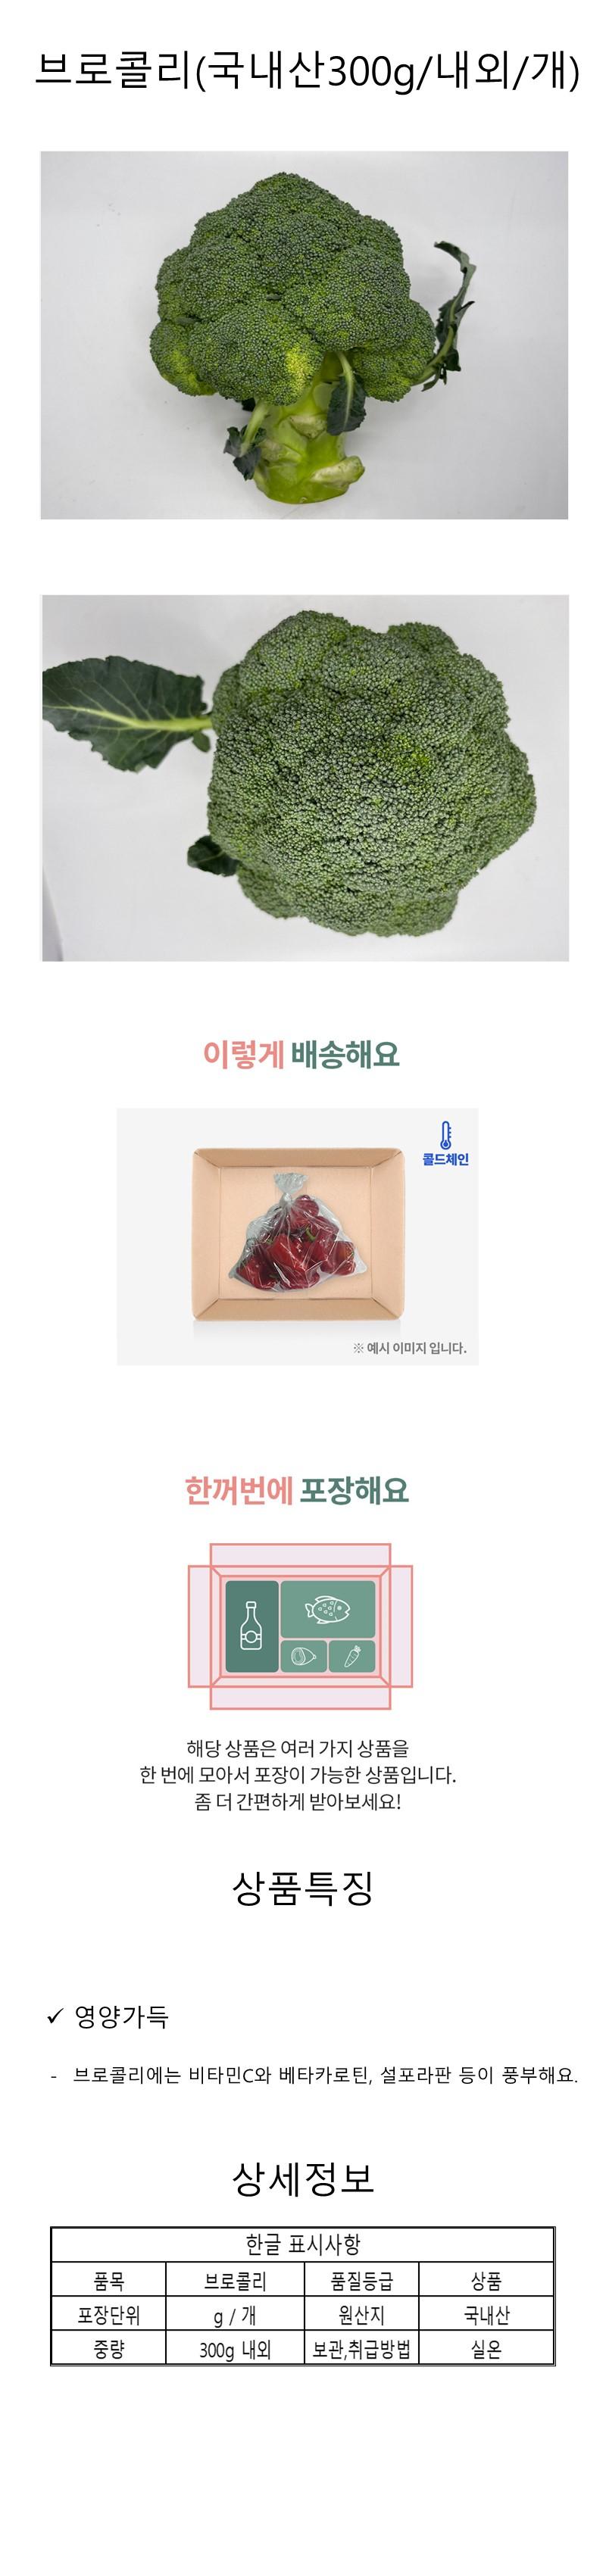 브로콜리(국내산300g/내외/개)
이렇게 배송해요
콜드체인
※ 예시 이미지 입니다.
한꺼번에 포장해요
해당 상품은 여러 가지 상품을
한 번에 모아서 포장이 가능한 상품입니다.
좀 더 간편하게 받아보세요!
상품특징
✓ 영양가득
- 브로콜리에는 비타민C와 베타카로틴, 설포라판 등이 풍부해요.
상세정보
한글 표시사항
품목 브로콜리 품질등급 상품
포장단위 g / 개 원산지 국내산
중량 300g 내외 보관,취급방법 실온